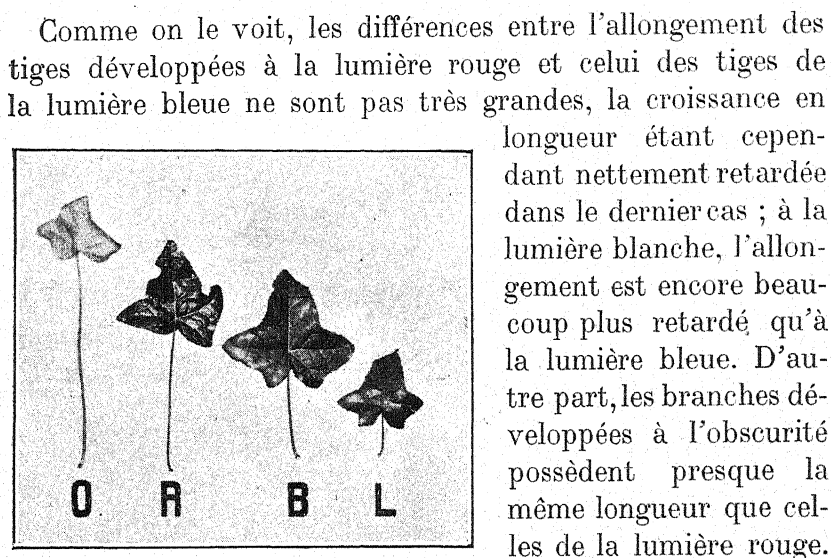 Comme on le voit, les différences entre l'allongement des
tiges développées à la lumière rouge et celui des tiges de
la lumière bleue ne sont pas très grandes, la croissance en
longueur étant cepen-
dant nettement retardée
dans le dernier cas ; à la
lumière blanche, l'allon-
gement est encore beau-
coup plus retardé qu'à
la lumière bleue. D'au-
tre part, les branches dé-
veloppées à l'obscurité
possèdent presque la
même longueur que cel-
les de la lumière rouge.
O R B L